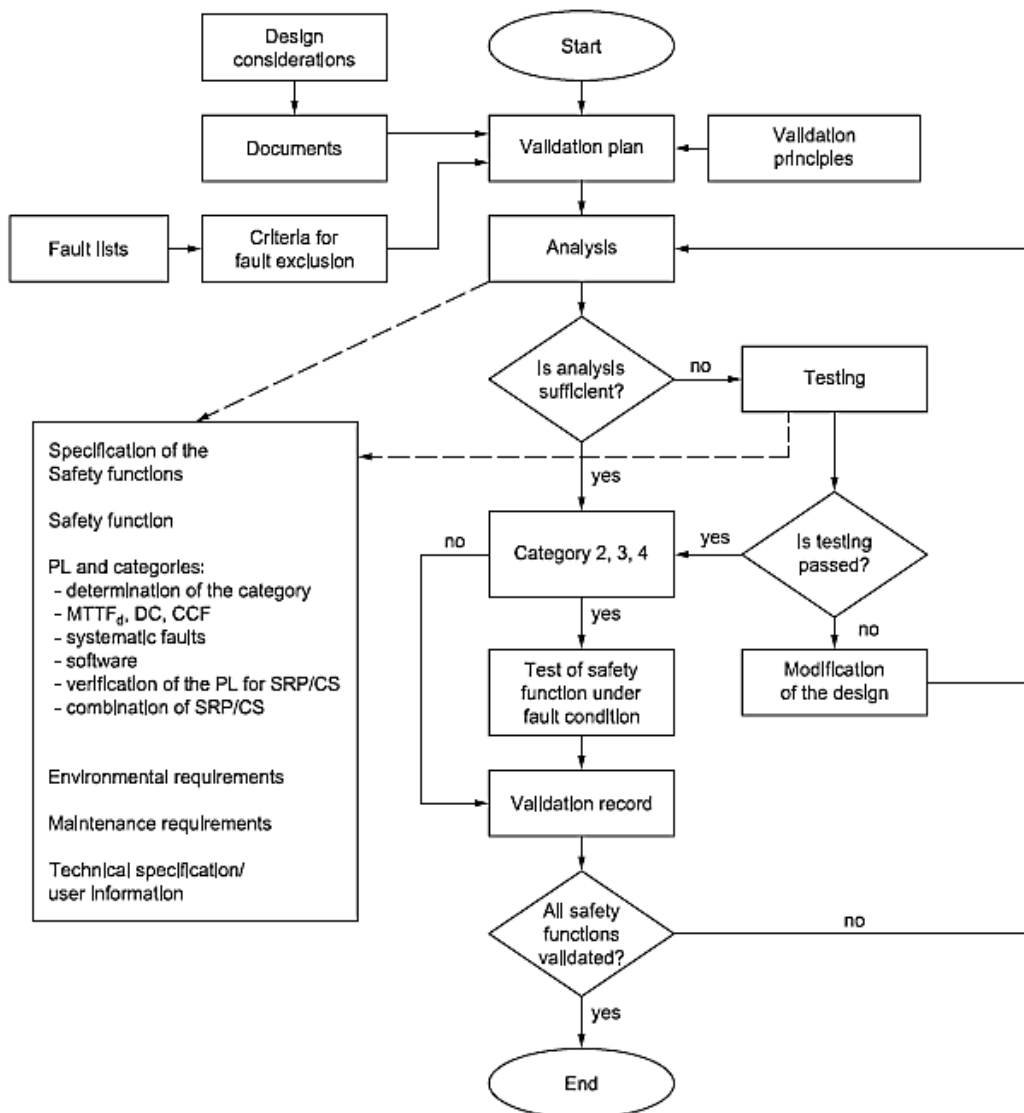 Design
considerations
Start
Documents
Validation plan
Validation
principles
Fault lists
Criteria for
fault exclusion
Analysis
Is analysis
sufficient?
no
Testing
yes
Specification of the
Safety functions
Safety function
PL and categories:
- determination of the category
- MTTFd, DC, CCF
- systematic faults
- software
- verification of the PL for SRP/CS
- combination of SRP/CS
Environmental requirements
Maintenance requirements
Technical specification/
user information
no
Category 2, 3, 4
yes
Is testing
passed?
yes
no
Test of safety
function under
fault condition
Modification
of the design
Validation record
All safety
functions
validated?
no
yes
End